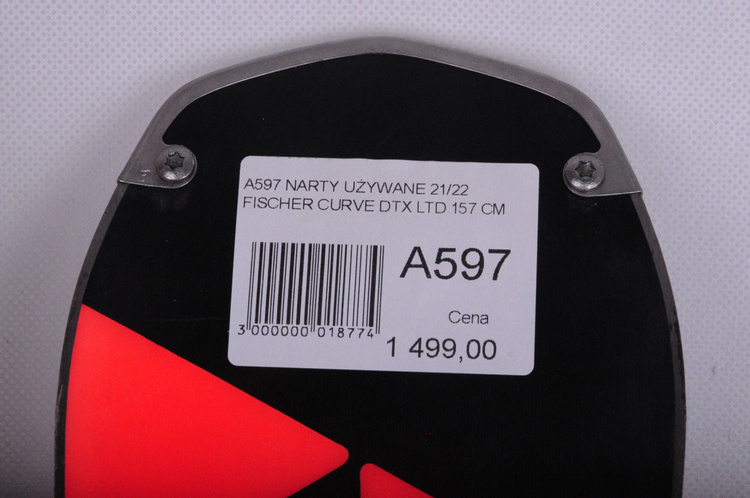 A597 NARTY UŻYWANE 21/22
FISCHER CURVE DTX LTD 157 CM
A597
3 000000 018774
Cena
1 499,00